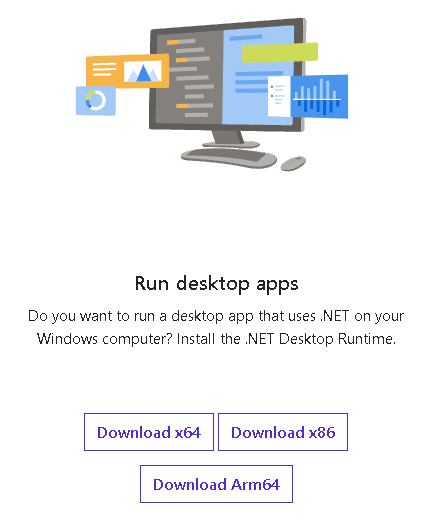 Run desktop apps
Do you want to run a desktop app that uses .NET on your
Windows computer? Install the .NET Desktop Runtime.
Download x64
Download x86
Download Arm64